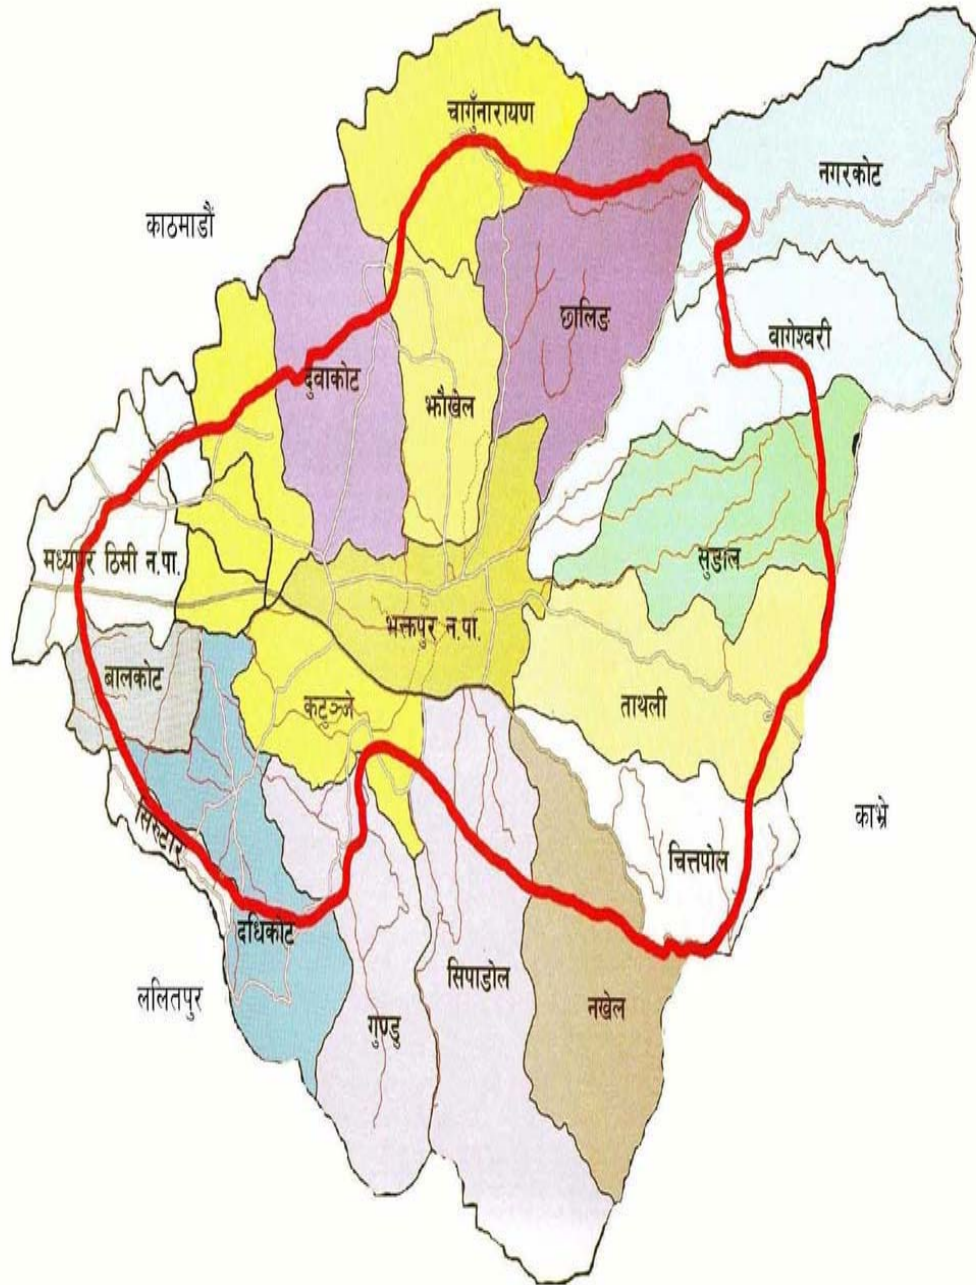 चागुँनारायण
नगरकोट
काठमाडौं
छालिङ
वागेश्वरी
दुवाकोट
झौखेल
मध्यपुर ठिमी न.पा.
सुडाल
भक्तपुर न.पा.
बालकोट
कटुञ्जे
ताथली
सिरुटार
काभ्रे
चित्तपोल
दधिकोट
सिपाडोल
ललितपुर
नखेल
गुण्डु